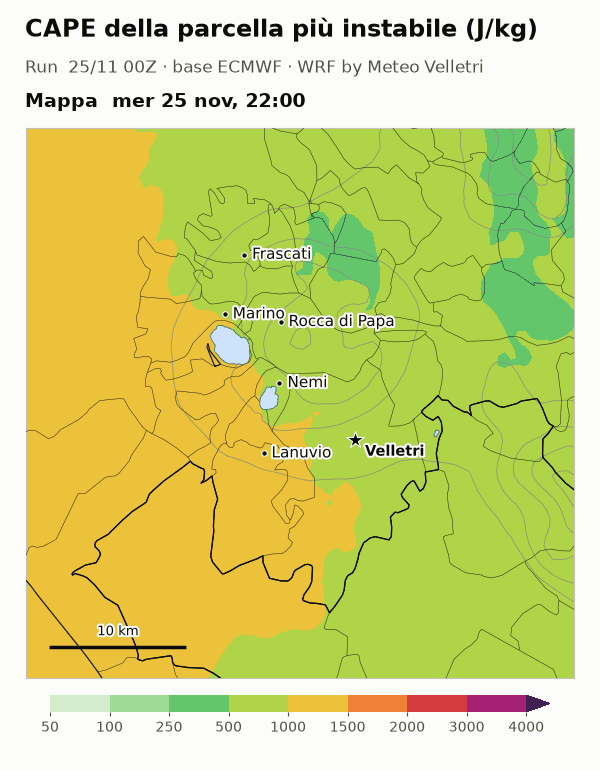 CAPE della parcella più instabile (J/kg)
Run  25/11 00Z · base ECMWF · WRF by Meteo Velletri
Mappa  mer 25 nov, 22:00
Frascati
Marino
Rocca di Papa
Nemi
Velletri
Lanuvio
10 km
50 100 250 500 1000 1500 2000 3000 4000